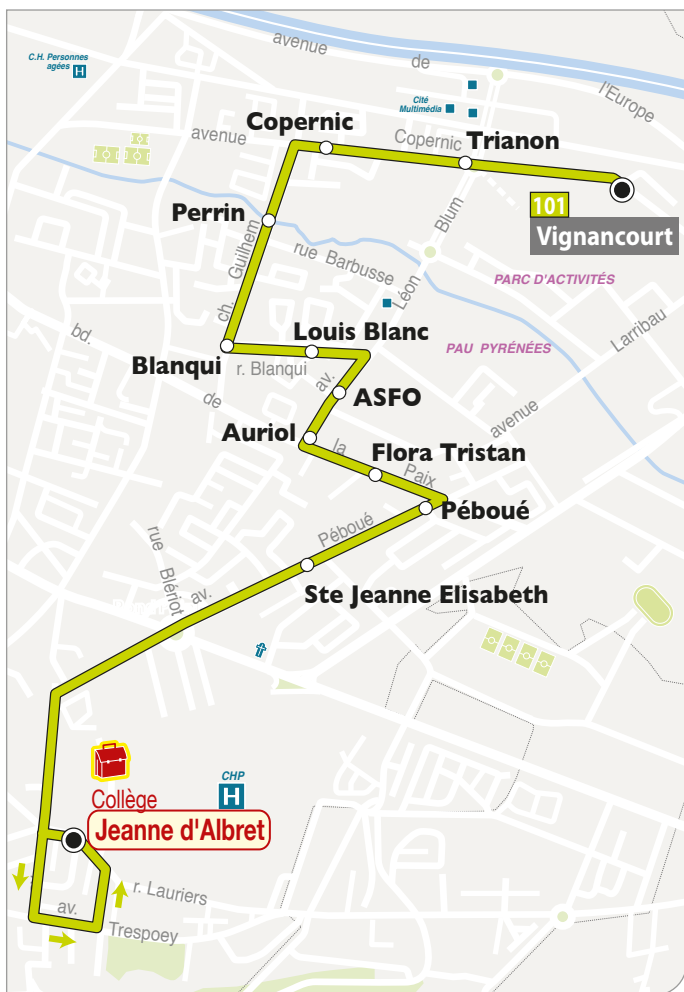 avenue de l'Europe
C.H. Personnes
agées
H
Cité
Multimédia
avenue Copernic
Copernic
Trianon
101
Vignancourt
Perrin
ch. Guilhem
rue Barbusse
av. Léon Blum
PARC D'ACTIVITÉS
PAU PYRÉNÉES
avenue Larribau
bd. de la Paix
Louis Blanc
Blanqui
r. Blanqui
ASFO
Auriol
Flora Tristan
Péboué
av. Péboué
rue Blériot
Ste Jeanne Elisabeth
CHP
H
Collège
Jeanne d'Albret
r. Lauriers
av. Trespoey